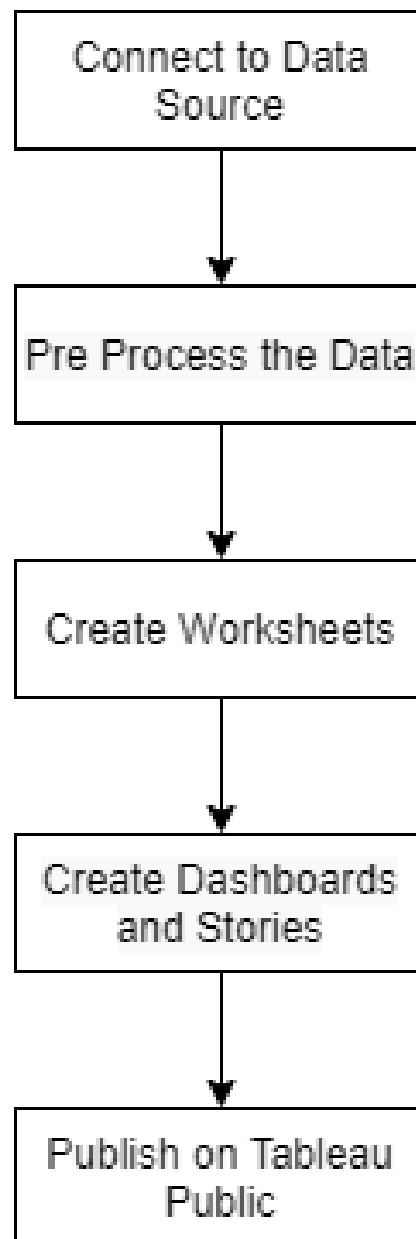 Connect to Data
Source
Pre Process the Data
Create Worksheets
Create Dashboards
and Stories
Publish on Tableau
Public